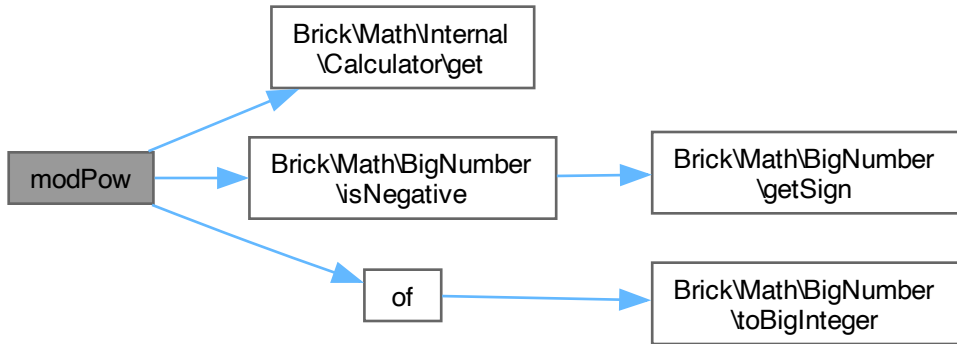 Brick\Math\Internal
\Calculator\get
modPow
Brick\Math\BigNumber
\isNegative
Brick\Math\BigNumber
\getSign
of
Brick\Math\BigNumber
\toBigInteger